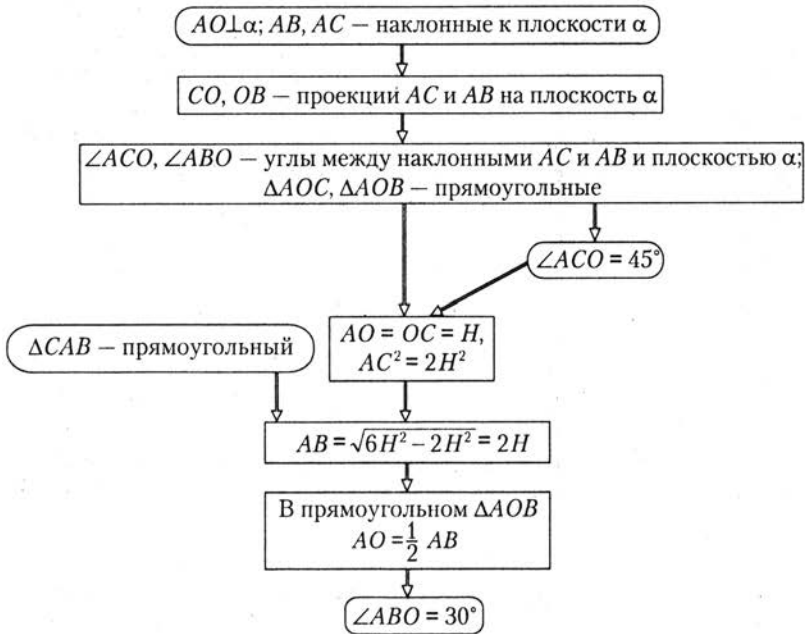 AO⊥α; AB, AC — наклонные к плоскости α
CO, OB — проекции AC и AB на плоскость α
∠ACO, ∠ABO — углы между наклонными AC и AB и плоскостью α;
ΔAOC, ΔAOB — прямоугольные
∠ACO = 45°
ΔCAB — прямоугольный
AO = OC = H,
AC² = 2H²
AB = √(6H² − 2H²) = 2H
В прямоугольном ΔAOB
AO = 1/2 AB
∠ABO = 30°